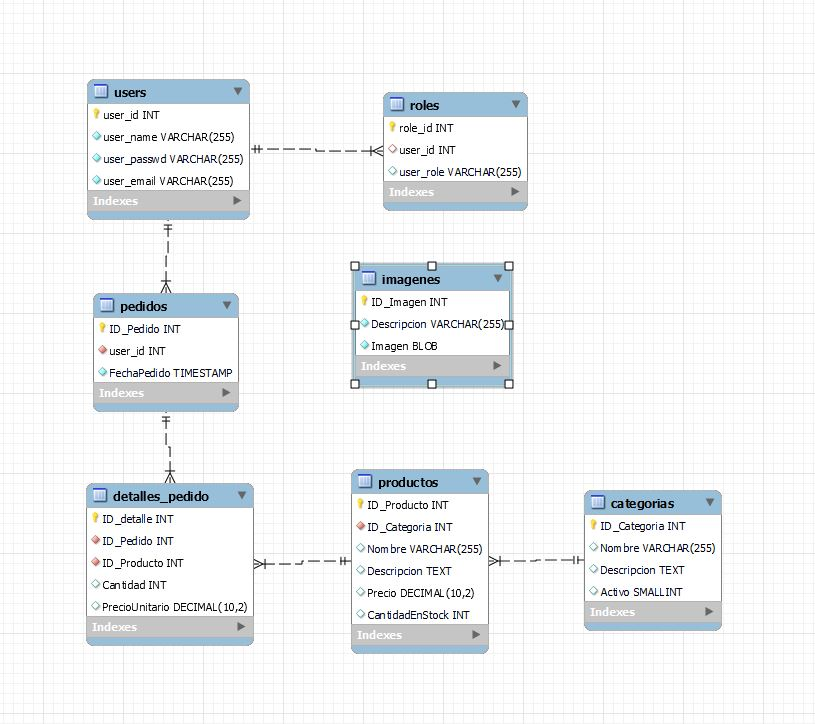 users
user_id INT
user_name VARCHAR(255)
user_passwd VARCHAR(255)
user_email VARCHAR(255)
Indexes
roles
role_id INT
user_id INT
user_role VARCHAR(255)
Indexes
imagenes
ID_Imagen INT
Descripcion VARCHAR(255)
Imagen BLOB
Indexes
pedidos
ID_Pedido INT
user_id INT
FechaPedido TIMESTAMP
Indexes
detalles_pedido
ID_detalle INT
ID_Pedido INT
ID_Producto INT
Cantidad INT
PrecioUnitario DECIMAL(10,2)
Indexes
productos
ID_Producto INT
ID_Categoria INT
Nombre VARCHAR(255)
Descripcion TEXT
Precio DECIMAL(10,2)
CantidadEnStock INT
Indexes
categorias
ID_Categoria INT
Nombre VARCHAR(255)
Descripcion TEXT
Activo SMALLINT
Indexes